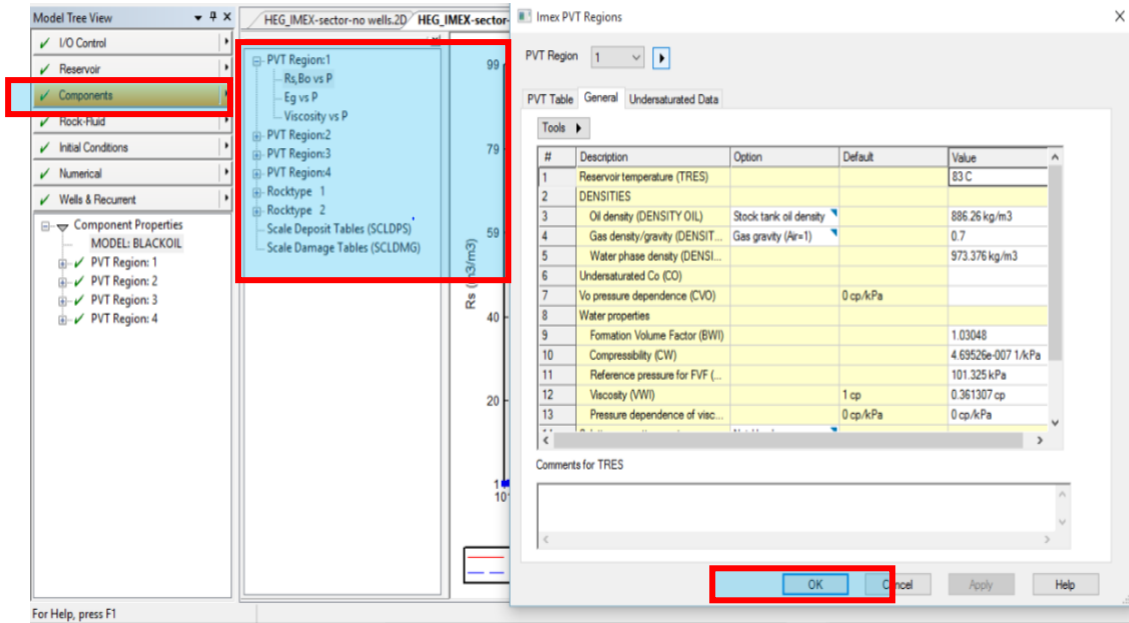 Model Tree View
I/O Control
Reservoir
Components
Rock-Fluid
Initial Conditions
Numerical
Wells & Recurrent
Component Properties
MODEL: BLACKOIL
PVT Region: 1
PVT Region: 2
PVT Region: 3
PVT Region: 4
For Help, press F1
HEG_IMEX-sector-no wells.2D
HEG_IMEX-sector-
PVT Region:1
Rs,Bo vs P
Eg vs P
Viscosity vs P
PVT Region:2
PVT Region:3
PVT Region:4
Rocktype 1
Rocktype 2
Scale Deposit Tables (SCLDPS)
Scale Damage Tables (SCLDMG)
99
79
59
40
20
1
10
Rs (m3/m3)
Imex PVT Regions
PVT Region 1
PVT Table General Undersaturated Data
Tools
# Description Option Default Value
1 Reservoir temperature (TRES) 83 C
2 DENSITIES
3 Oil density (DENSITY OIL) Stock tank oil density 886.26 kg/m3
4 Gas density/gravity (DENSIT... Gas gravity (Air=1) 0.7
5 Water phase density (DENSI... 973.376 kg/m3
6 Undersaturated Co (CO)
7 Vo pressure dependence (CVO) 0 cp/kPa
8 Water properties
9 Formation Volume Factor (BWI) 1.03048
10 Compressibility (CW) 4.69526e-007 1/kPa
11 Reference pressure for FVF (... 101.325 kPa
12 Viscosity (VWI) 1 cp 0.361307 cp
13 Pressure dependence of visc... 0 cp/kPa 0 cp/kPa
Comments for TRES
OK Cancel Apply Help